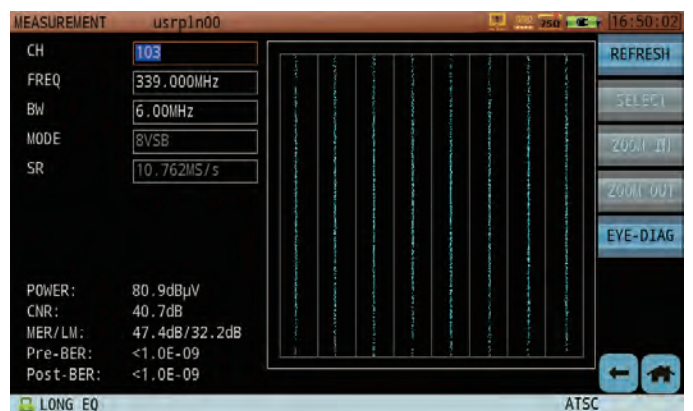 MEASUREMENT usrpln00 75Ω 16:50:02
CH 103
FREQ 339.000MHz
BW 6.00MHz
MODE 8VSB
SR 10.762MS/s
REFRESH
SELECT
ZOOM IN
ZOOM OUT
EYE-DIAG
POWER: 80.9dBµV
CNR: 40.7dB
MER/LM: 47.4dB/32.2dB
Pre-BER: <1.0E-09
Post-BER: <1.0E-09
LONG EQ ATSC